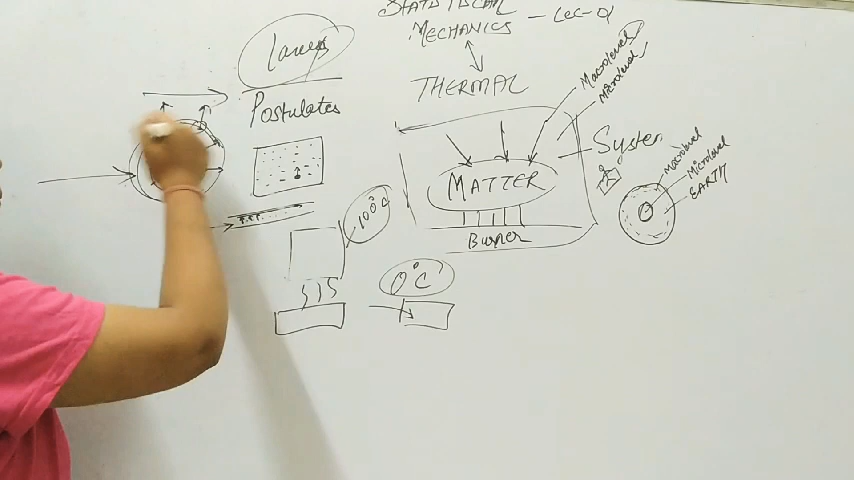 STATISTICAL
MECHANICS - Lec-01
THERMAL
Laws
Postulates
Macrolevel
Microlevel
System
MATTER
Burner
100°C
0°C
Macrolevel
Microlevel
EARTH